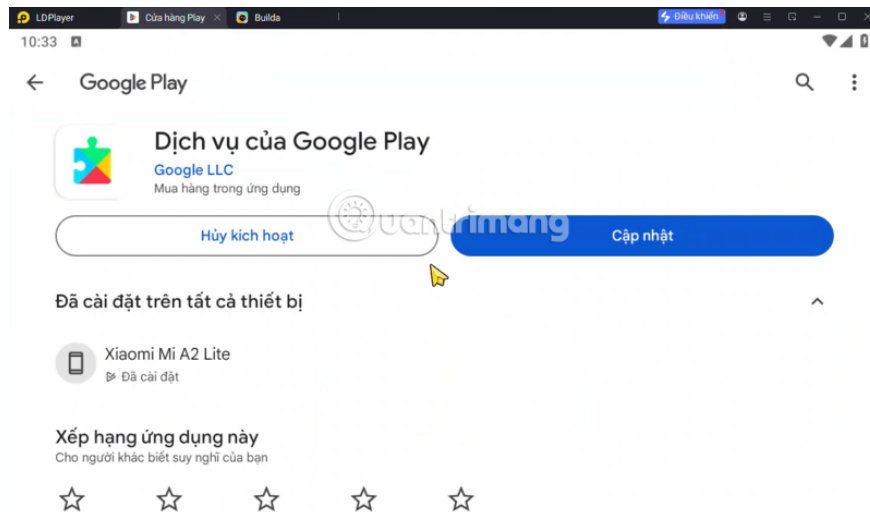 LDPlayer
Cửa hàng Play
Builda
Điều khiển
10:33
Google Play
Dịch vụ của Google Play
Google LLC
Mua hàng trong ứng dụng
Quantrimang
Hủy kích hoạt
Cập nhật
Đã cài đặt trên tất cả thiết bị
Xiaomi Mi A2 Lite
Đã cài đặt
Xếp hạng ứng dụng này
Cho người khác biết suy nghĩ của bạn